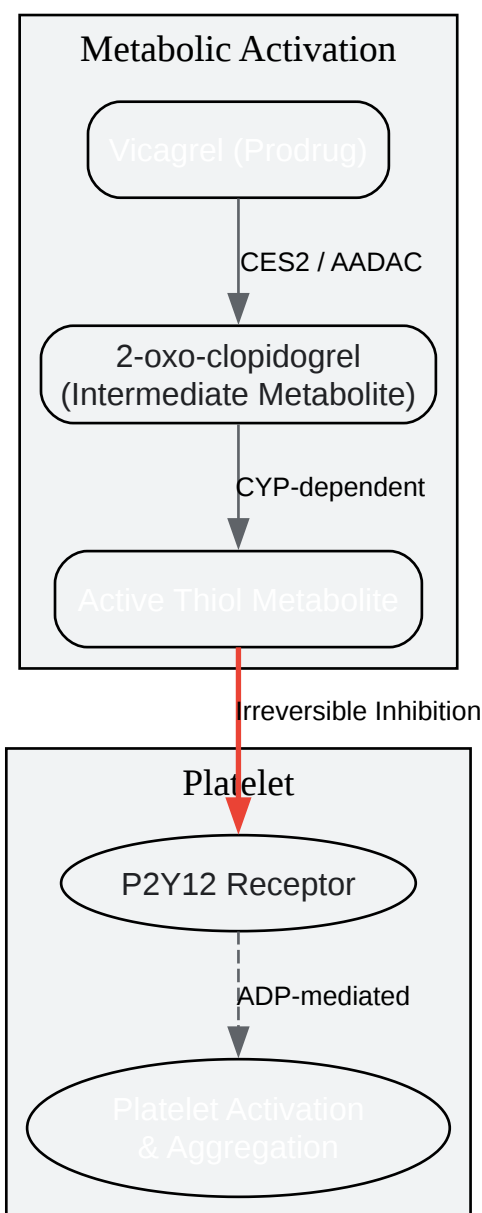 Metabolic Activation
Vicagrel (Prodrug)
CES2 / AADAC
2-oxo-clopidogrel
(Intermediate Metabolite)
CYP-dependent
Active Thiol Metabolite
Irreversible Inhibition
Platelet
P2Y12 Receptor
ADP-mediated
Platelet Activation
& Aggregation